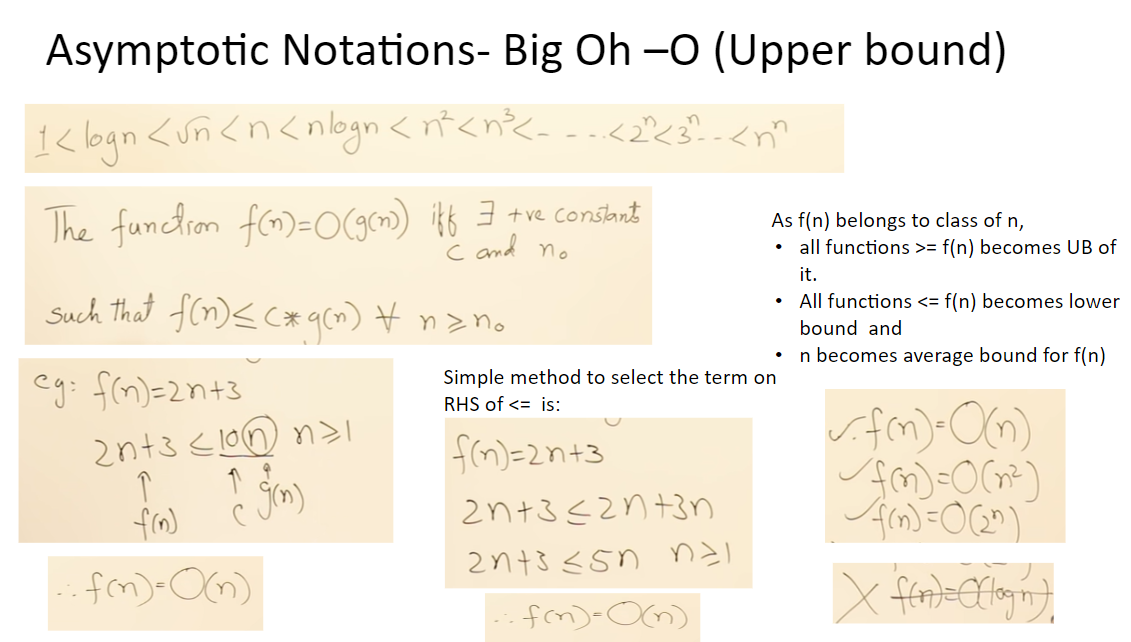 Asymptotic Notations- Big Oh –O (Upper bound)
1 < logn < √n < n < nlogn < n² < n³ < - - - .. < 2ⁿ < 3ⁿ - - < nⁿ
The function f(n)=O(g(n)) iff ∃ +ve constants
c and n₀
such that f(n) ≤ c * g(n) ∀ n ≥ n₀
eg: f(n)=2n+3
2n+3 ≤ 10n n≥1
↑ ↑ ↑
f(n) c g(n)
∴ f(n)=O(n)
Simple method to select the term on
RHS of <= is:
f(n)=2n+3
2n+3 ≤ 2n+3n
2n+3 ≤ 5n n≥1
∴ f(n)=O(n)
As f(n) belongs to class of n,
• all functions >= f(n) becomes UB of
it.
• All functions <= f(n) becomes lower
bound and
• n becomes average bound for f(n)
✓ f(n)=O(n)
✓ f(n)=O(n²)
✓ f(n)=O(2ⁿ)
X f(n)=O(logn)